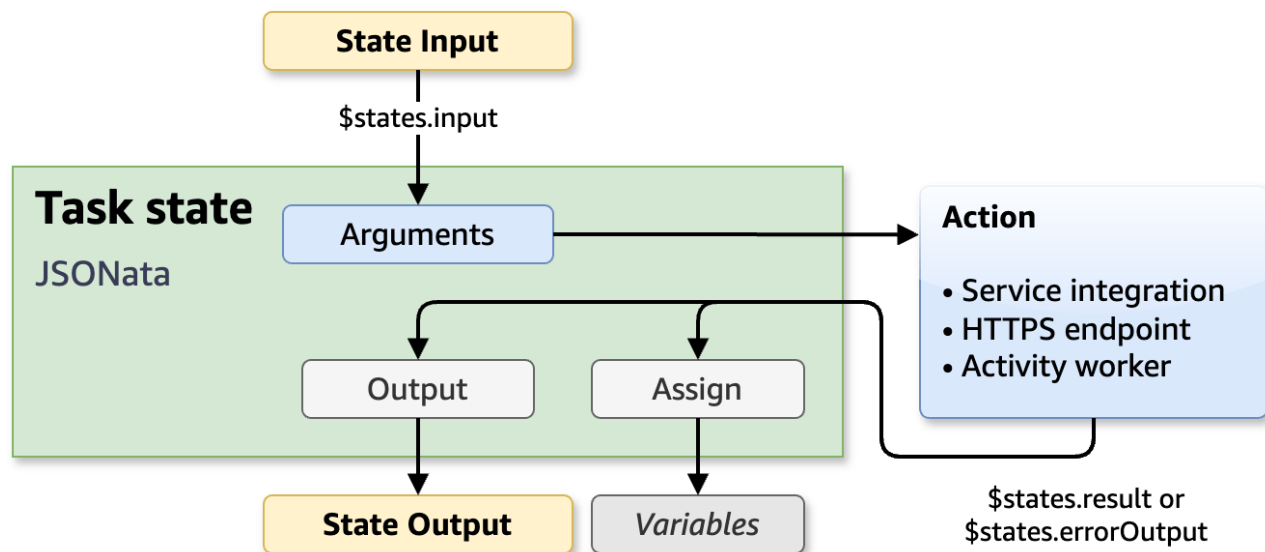 State Input
$states.input
Task state
JSONata
Arguments
Action
• Service integration
• HTTPS endpoint
• Activity worker
Output
Assign
State Output
Variables
$states.result or
$states.errorOutput